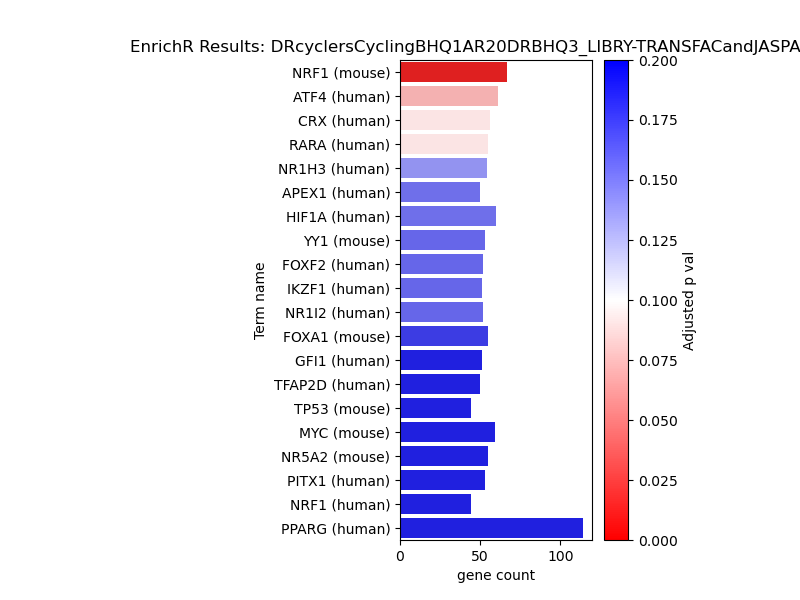 EnrichR Results: DRcyclersCyclingBHQ1AR20DRBHQ3_LIBRY-TRANSFACandJASPA
NRF1 (mouse)
ATF4 (human)
CRX (human)
RARA (human)
NR1H3 (human)
APEX1 (human)
HIF1A (human)
YY1 (mouse)
FOXF2 (human)
IKZF1 (human)
NR1I2 (human)
FOXA1 (mouse)
GFI1 (human)
TFAP2D (human)
TP53 (mouse)
MYC (mouse)
NR5A2 (mouse)
PITX1 (human)
NRF1 (human)
PPARG (human)
Term name
0 50 100
gene count
0.200
0.175
0.150
0.125
0.100
0.075
0.050
0.025
0.000
Adjusted p val